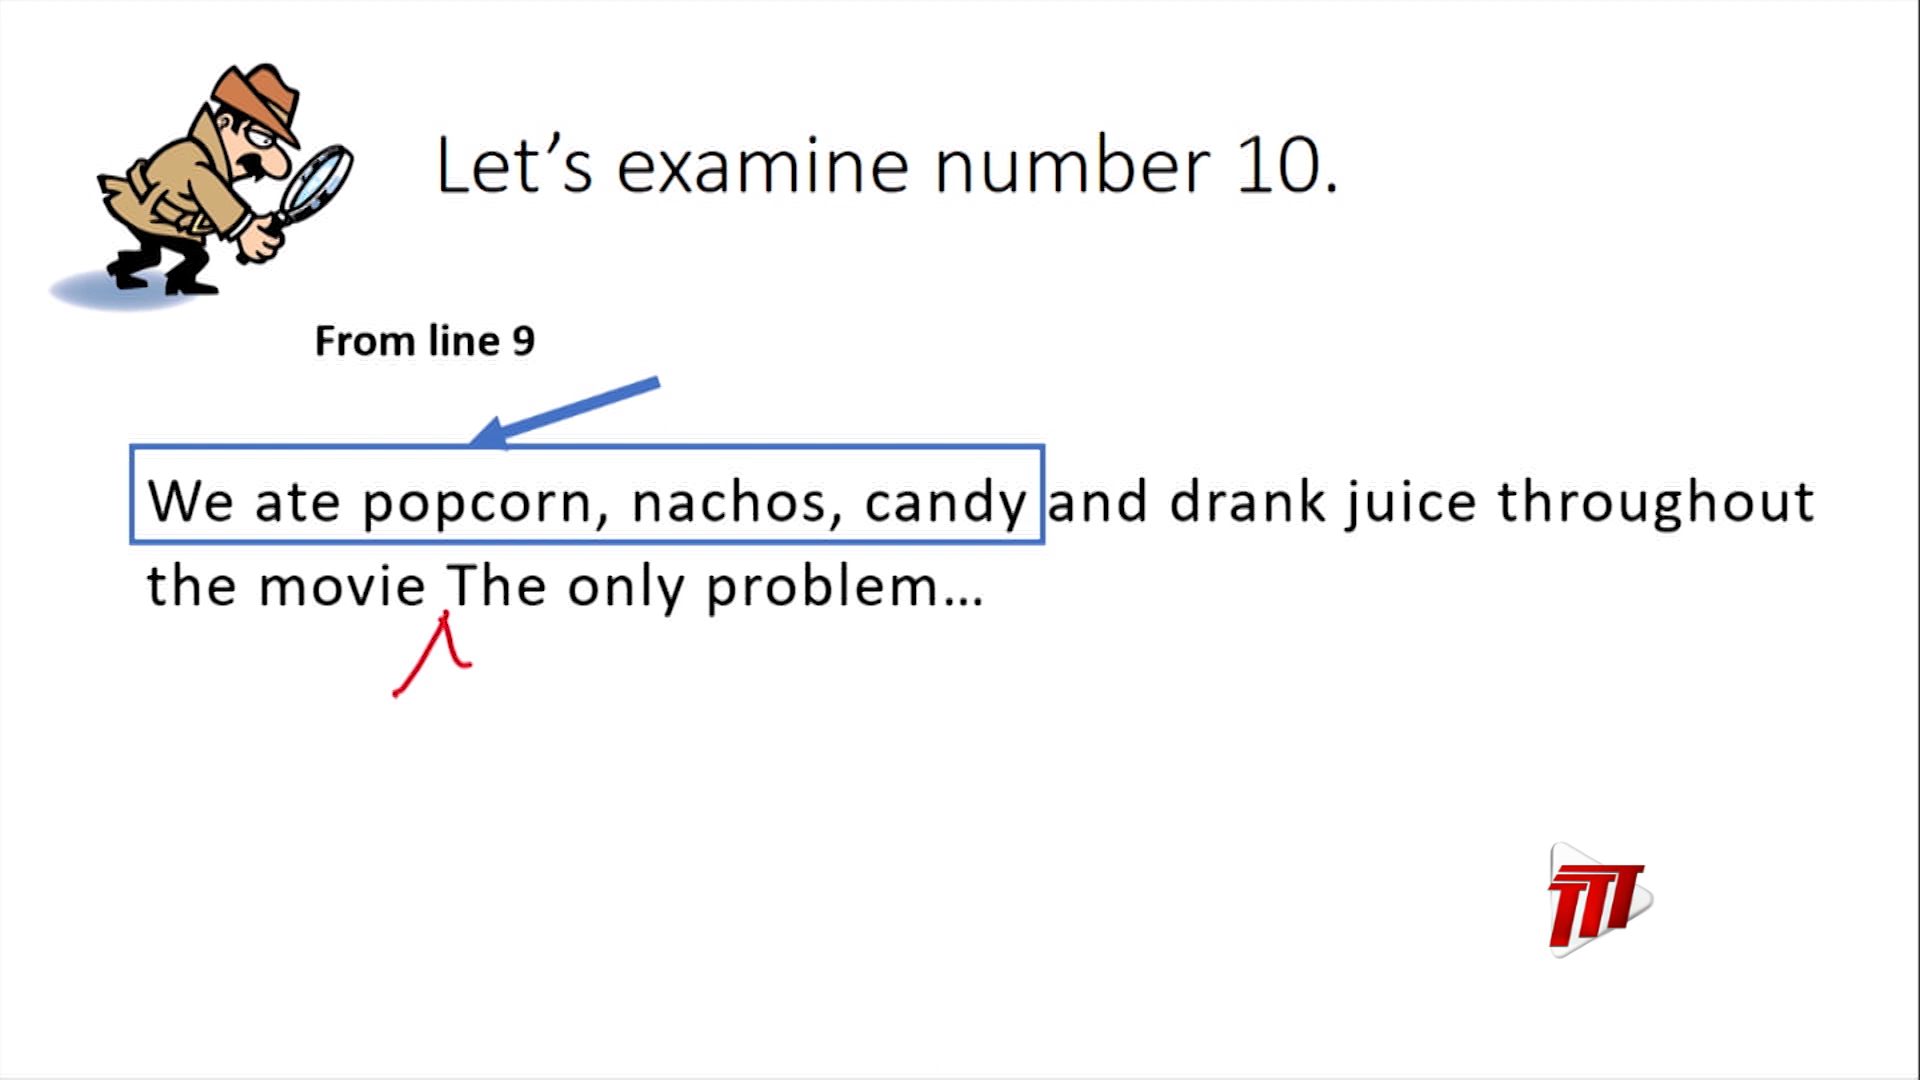 Let’s examine number 10.
From line 9
We ate popcorn, nachos, candy and drank juice throughout
the movie The only problem...
TTT